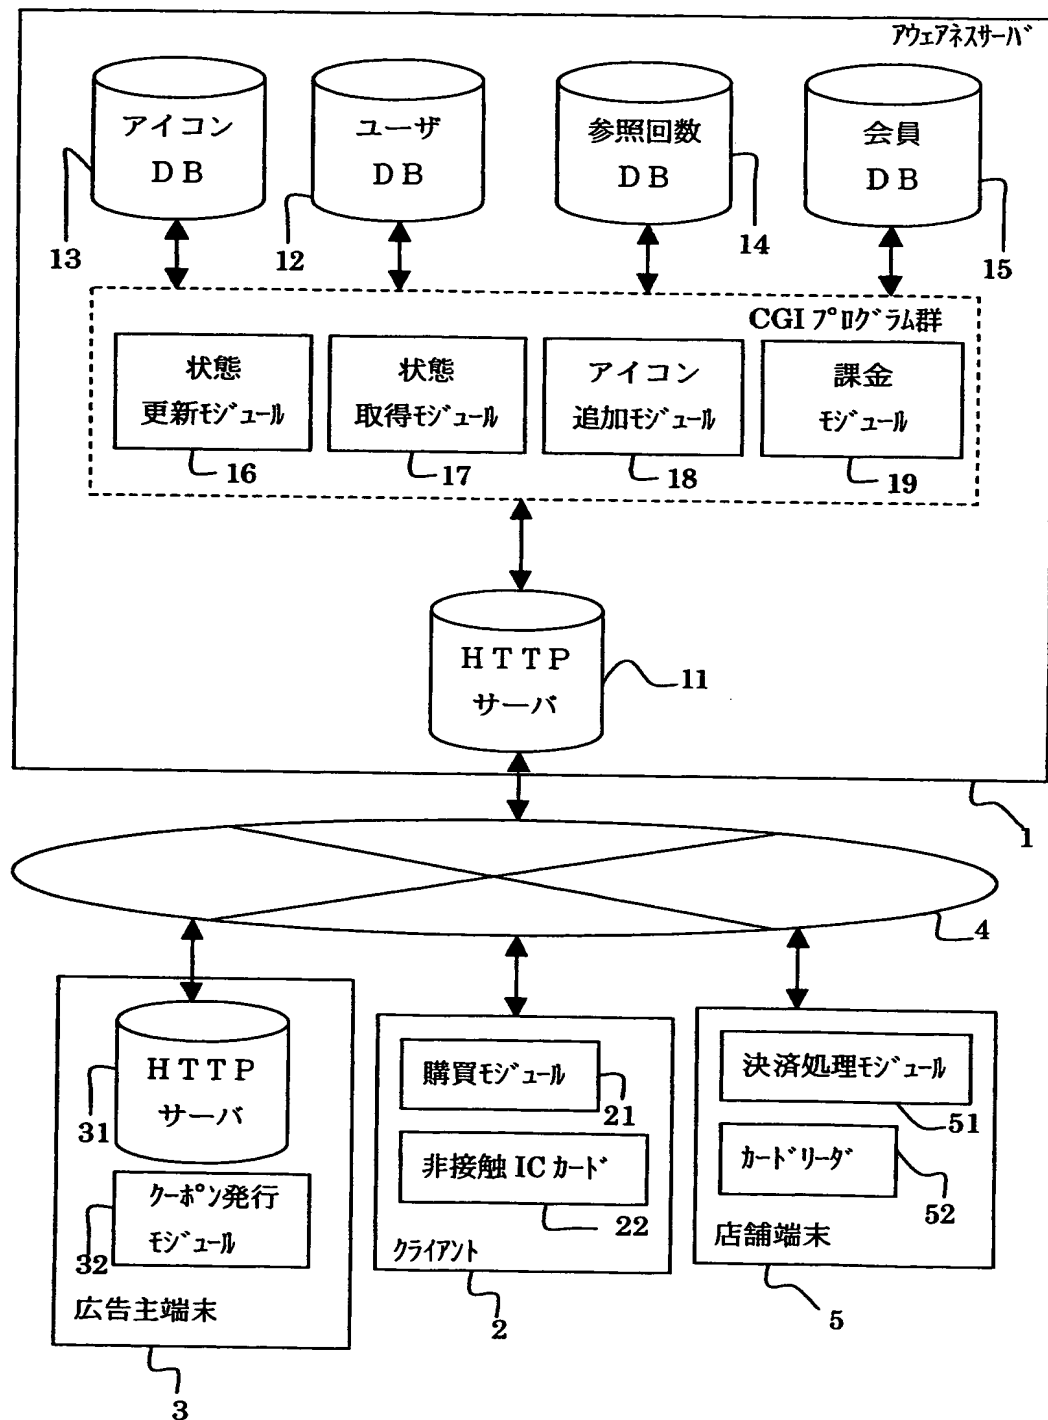 アウェアネスサーバ
アイコン
ＤＢ
ユーザ
ＤＢ
参照回数
ＤＢ
会員
ＤＢ
13
12
14
15
CGIプログラム群
状態
更新モジュール
状態
取得モジュール
アイコン
追加モジュール
課金
モジュール
16
17
18
19
ＨＴＴＰ
サーバ
11
1
4
ＨＴＴＰ
サーバ
31
クーポン発行
モジュール
32
広告主端末
3
購買モジュール
21
非接触ICカード
22
クライアント
2
決済処理モジュール
51
カードリーダ
52
店舗端末
5